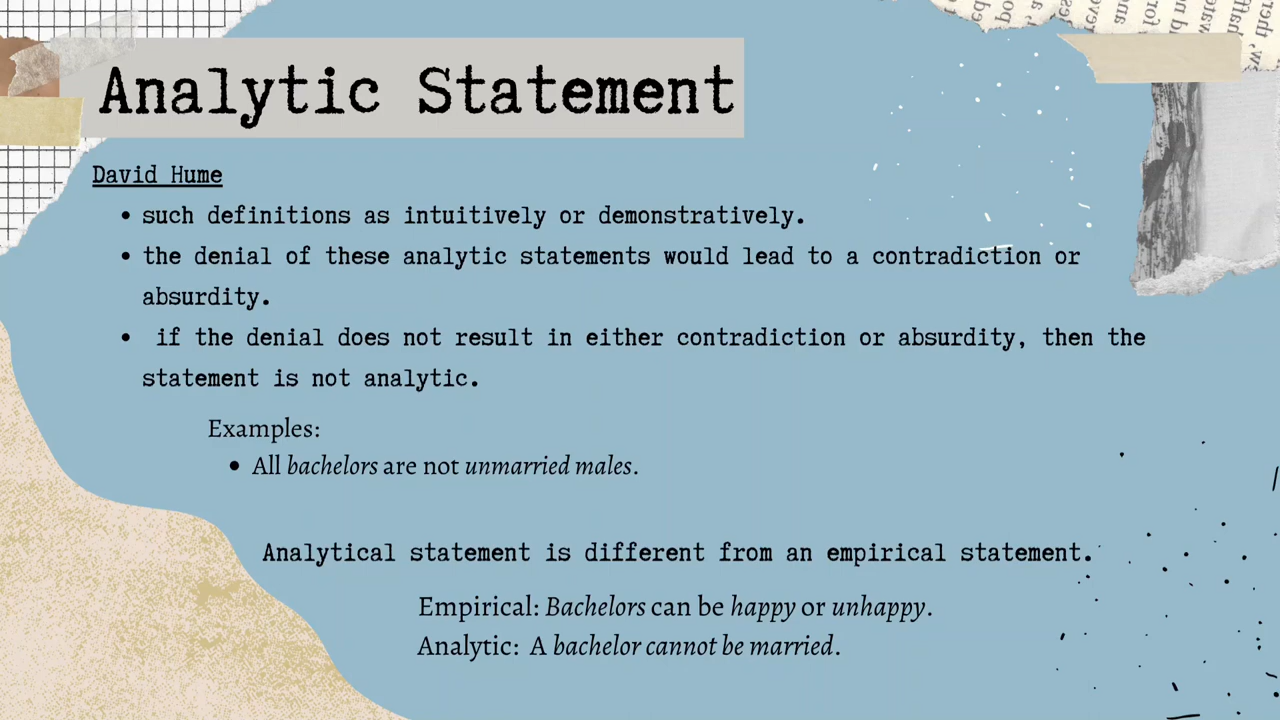 Analytic Statement
David Hume
• such definitions as intuitively or demonstratively.
• the denial of these analytic statements would lead to a contradiction or
absurdity.
• if the denial does not result in either contradiction or absurdity, then the
statement is not analytic.
Examples:
• All bachelors are not unmarried males.
Analytical statement is different from an empirical statement.
Empirical: Bachelors can be happy or unhappy.
Analytic: A bachelor cannot be married.